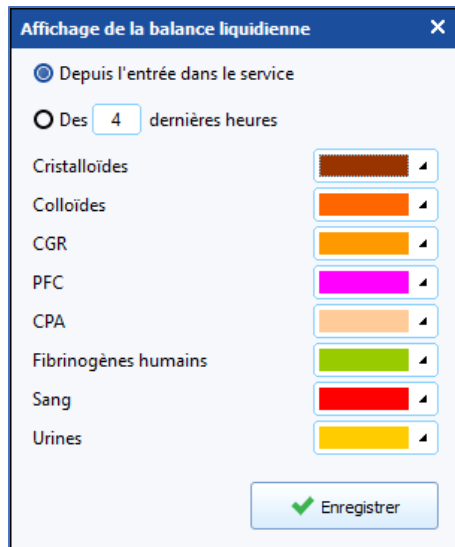 Affichage de la balance liquidienne
Depuis l'entrée dans le service
Des 4 dernières heures
Cristalloïdes
Colloïdes
CGR
PFC
CPA
Fibrinogènes humains
Sang
Urines
Enregistrer